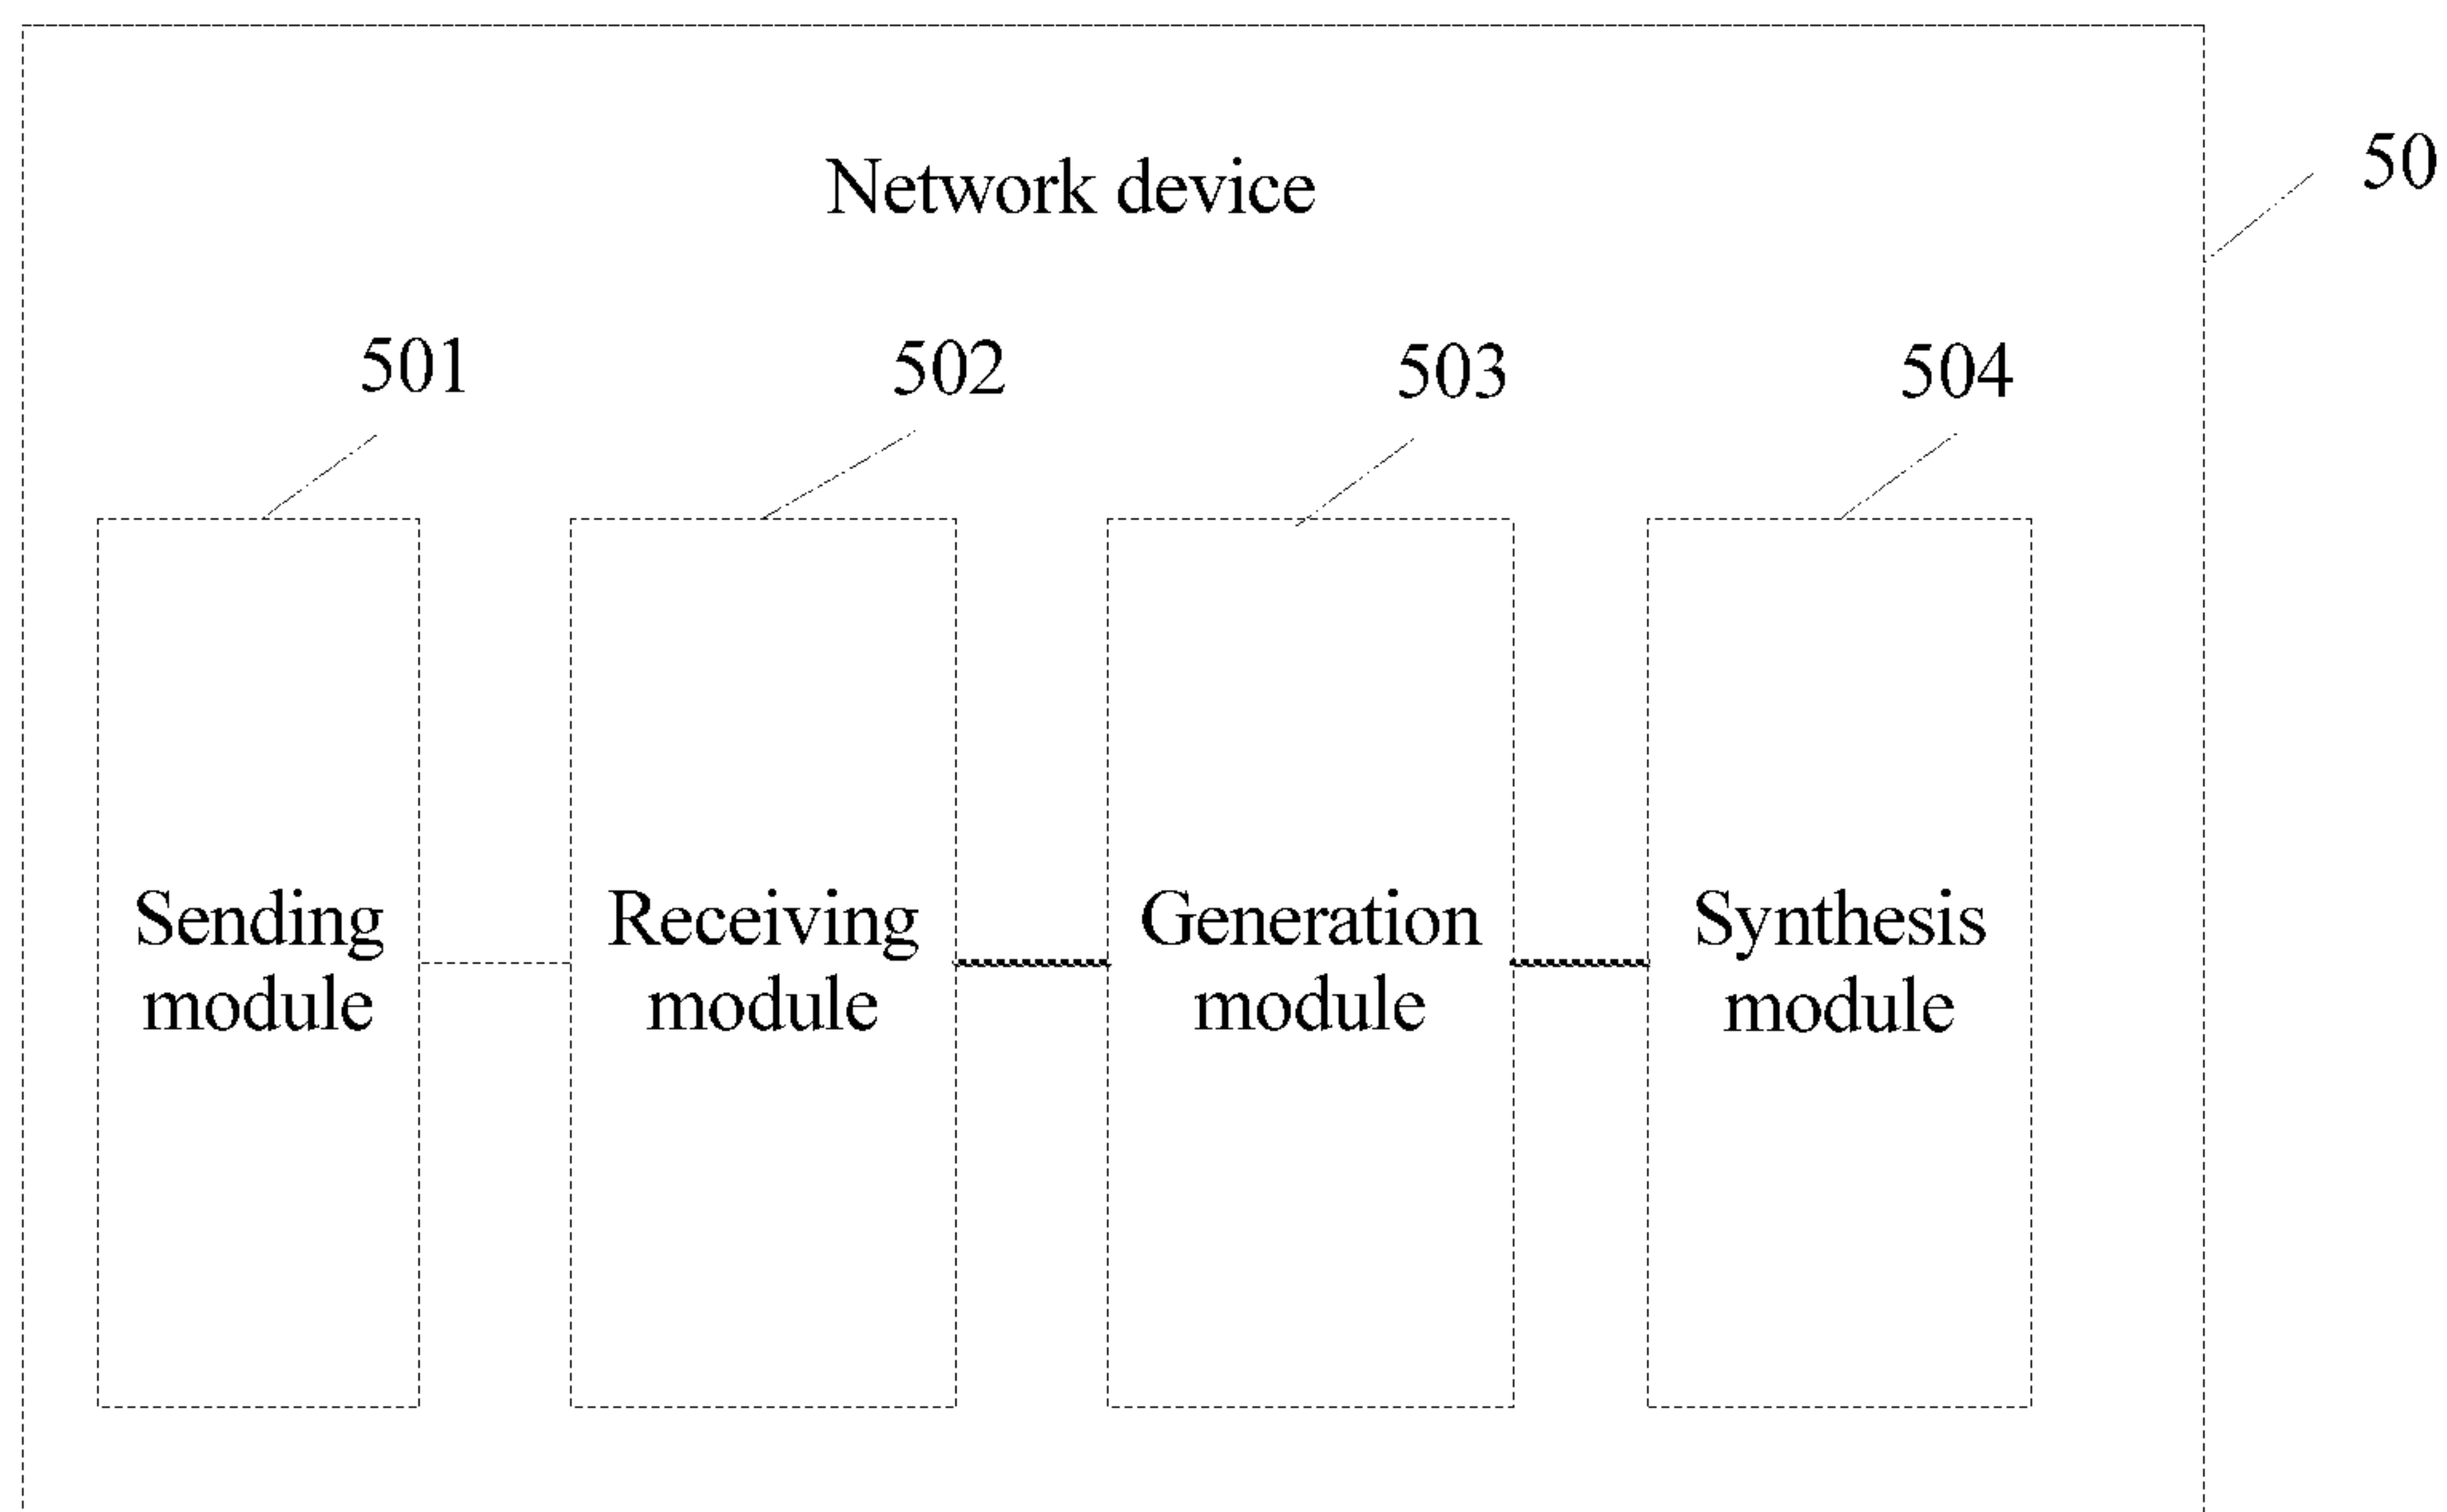 Network device
50
501
502
503
504
Sending
module
Receiving
module
Generation
module
Synthesis
module